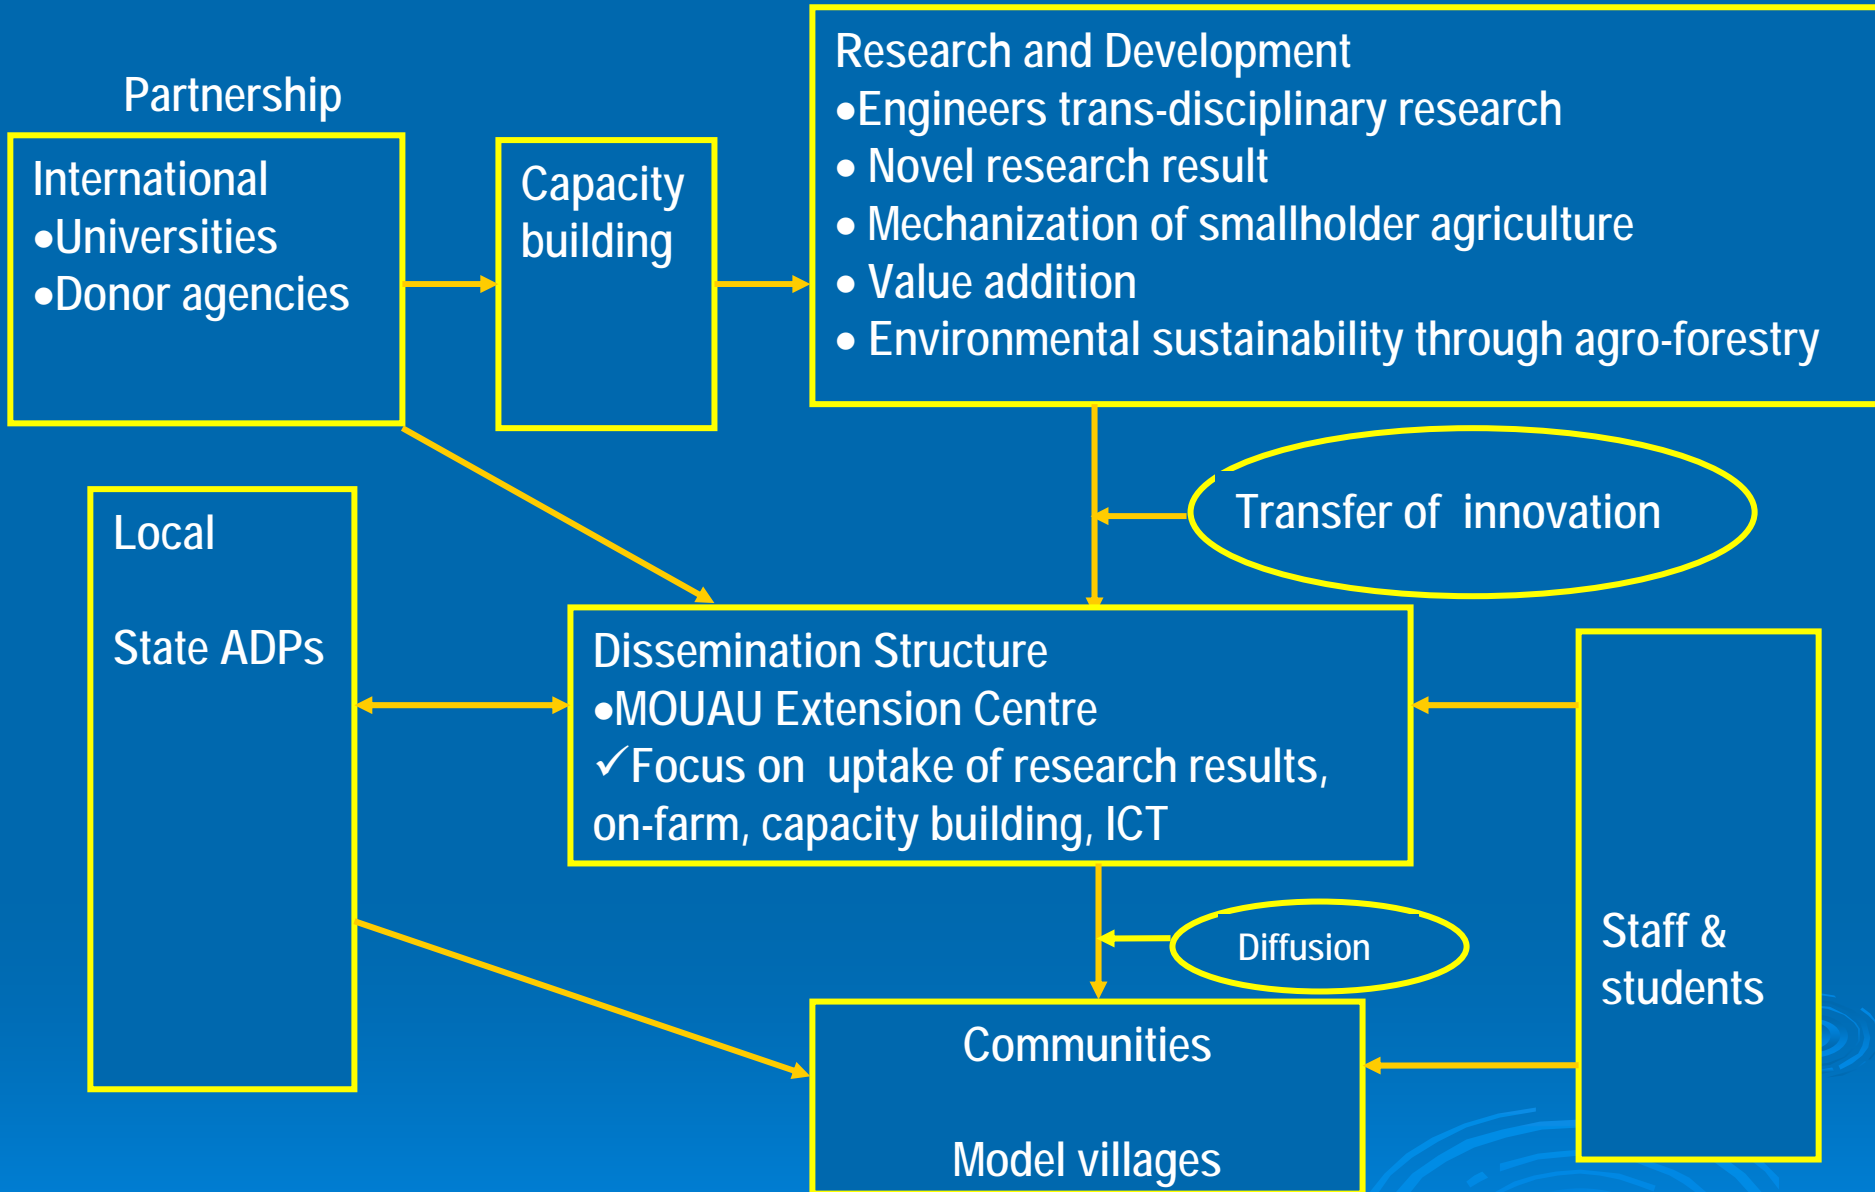 Partnership
International
•Universities
•Donor agencies
Capacity
building
Research and Development
•Engineers trans-disciplinary research
• Novel research result
• Mechanization of smallholder agriculture
• Value addition
• Environmental sustainability through agro-forestry
Transfer of innovation
Local
State ADPs
Dissemination Structure
•MOUAU Extension Centre
✓Focus on uptake of research results,
on-farm, capacity building, ICT
Diffusion
Staff &
students
Communities
Model villages